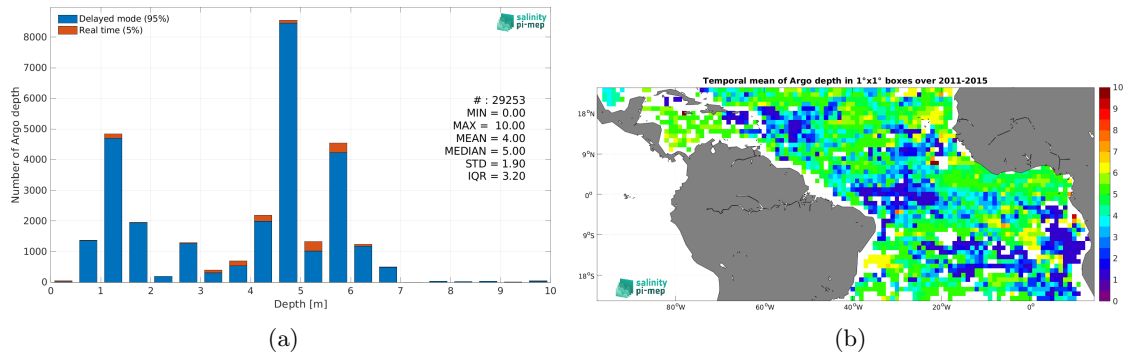 Delayed mode (95%)
Real time (5%)
salinity
pi-mep
# : 29253
MIN = 0.00
MAX = 10.00
MEAN = 4.00
MEDIAN = 5.00
STD = 1.90
IQR = 3.20
Number of Argo depth
8000
7000
6000
5000
4000
3000
2000
1000
0
0 1 2 3 4 5 6 7 8 9 10
Depth [m]
(a)
Temporal mean of Argo depth in 1°x1° boxes over 2011-2015
18°N
9°N
0°
9°S
18°S
80°W 60°W 40°W 20°W 0°
10
9
8
7
6
5
4
3
2
1
0
salinity
pi-mep
(b)